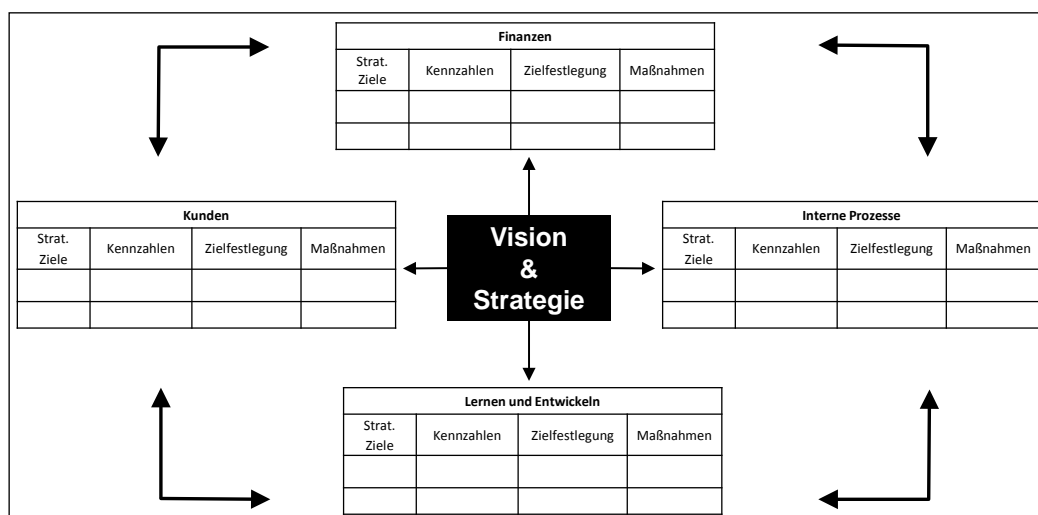 Finanzen
Strat.
Ziele
Kennzahlen
Zielfestlegung
Maßnahmen
Kunden
Strat.
Ziele
Kennzahlen
Zielfestlegung
Maßnahmen
Vision
&
Strategie
Interne Prozesse
Strat.
Ziele
Kennzahlen
Zielfestlegung
Maßnahmen
Lernen und Entwickeln
Strat.
Ziele
Kennzahlen
Zielfestlegung
Maßnahmen